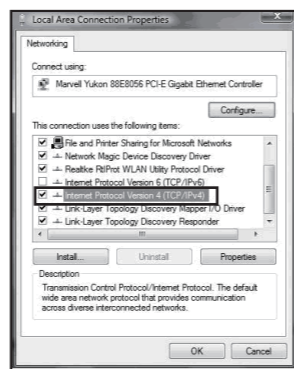 Local Area Connection Properties
Networking
Connect using:
Marvell Yukon 88E8056 PCI-E Gigabit Ethernet Controller
Configure...
This connection uses the following items:
File and Printer Sharing for Microsoft Networks
Network Magic Device Discovery Driver
Realtke RtlProt WLAN Utility Protocol Driver
Internet Protocol Version 6 (TCP/IPv6)
Internet Protocol Version 4 (TCP/IPv4)
Link-Layer Topology Discovery Mapper I/O Driver
Link-Layer Topology Discovery Responder
Install...
Uninstall
Properties
Description
Transmission Control Protocol/Internet Protocol. The default
wide area network protocol that provides communication
across diverse interconnected networks.
OK
Cancel